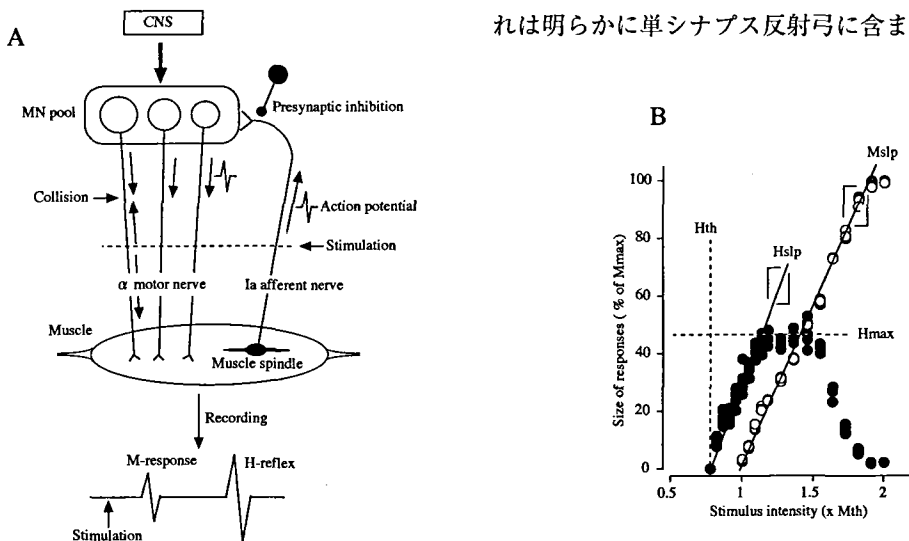 れは明らかに単シナプス反射弓に含ま
A
CNS
MN pool
Presynaptic inhibition
Collision
Action potential
Stimulation
α motor nerve
Ia afferent nerve
Muscle
Muscle spindle
Recording
M-response
H-reflex
Stimulation
B
Mslp
Hth
Hslp
Hmax
Size of responses ( % of Mmax)
100
80
60
40
20
0
0.5
1
1.5
2
Stimulus intensity (x Mth)